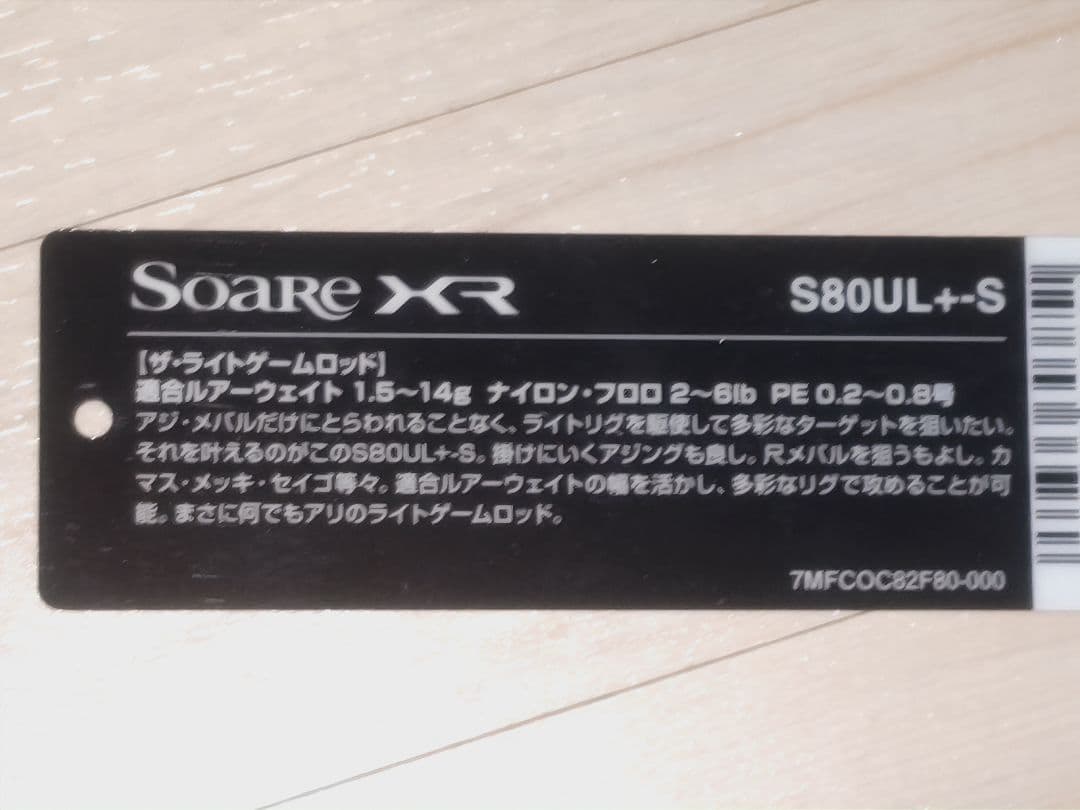 SOARE XR
S80UL+-S
【ザ・ライトゲームロッド】
適合ルアーウェイト 1.5～14g ナイロン・フロロ 2～6lb PE 0.2～0.8号
アジ・メバルだけにとらわれることなく、ライトリグを駆使して多彩なターゲットを狙いたい。
それを叶えるのがこのS80UL+-S。掛けにいくアジングも良し。尺メバルを狙うもよし。カ
マス・メッキ・セイゴ等々。適合ルアーウェイトの幅を活かし、多彩なリグで攻めることが可
能。まさに何でもアリのライトゲームロッド。
7MFCOC82F80-000